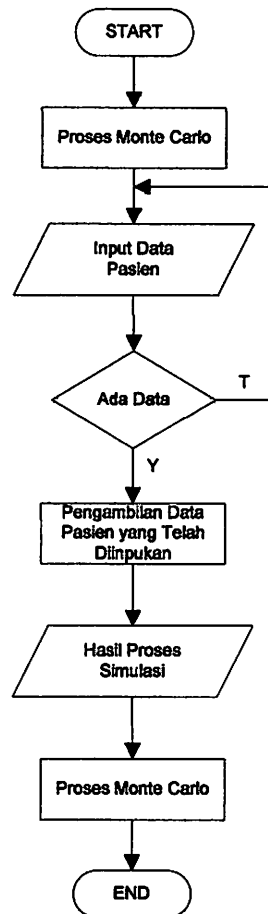 START
Proses Monte Carlo
Input Data
Pasien
Ada Data
T
Y
Pengambilan Data
Pasien yang Telah
Diinpukan
Hasil Proses
Simulasi
Proses Monte Carlo
END